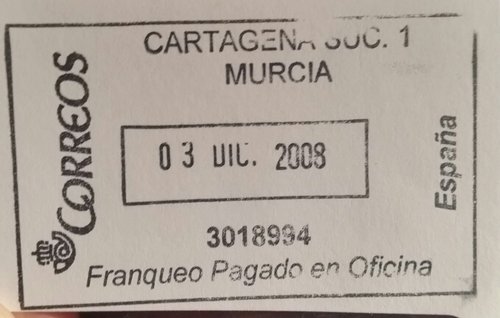 CARTAGENA SUC. 1
MURCIA
CORREOS
03 DIC. 2008
España
3018994
Franqueo Pagado en Oficina